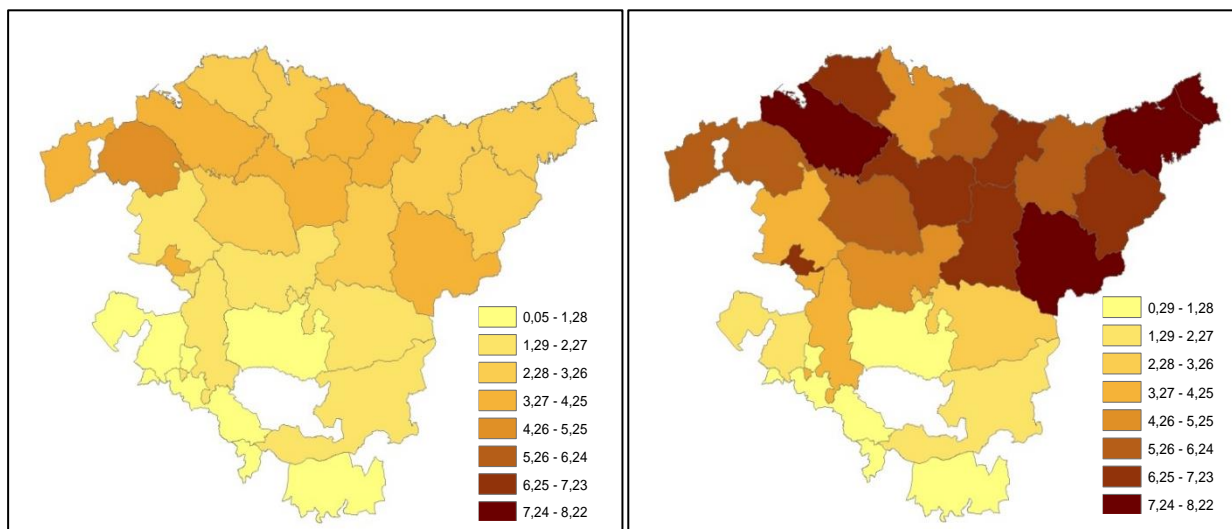 0,05 - 1,28
1,29 - 2,27
2,28 - 3,26
3,27 - 4,25
4,26 - 5,25
5,26 - 6,24
6,25 - 7,23
7,24 - 8,22
0,29 - 1,28
1,29 - 2,27
2,28 - 3,26
3,27 - 4,25
4,26 - 5,25
5,26 - 6,24
6,25 - 7,23
7,24 - 8,22